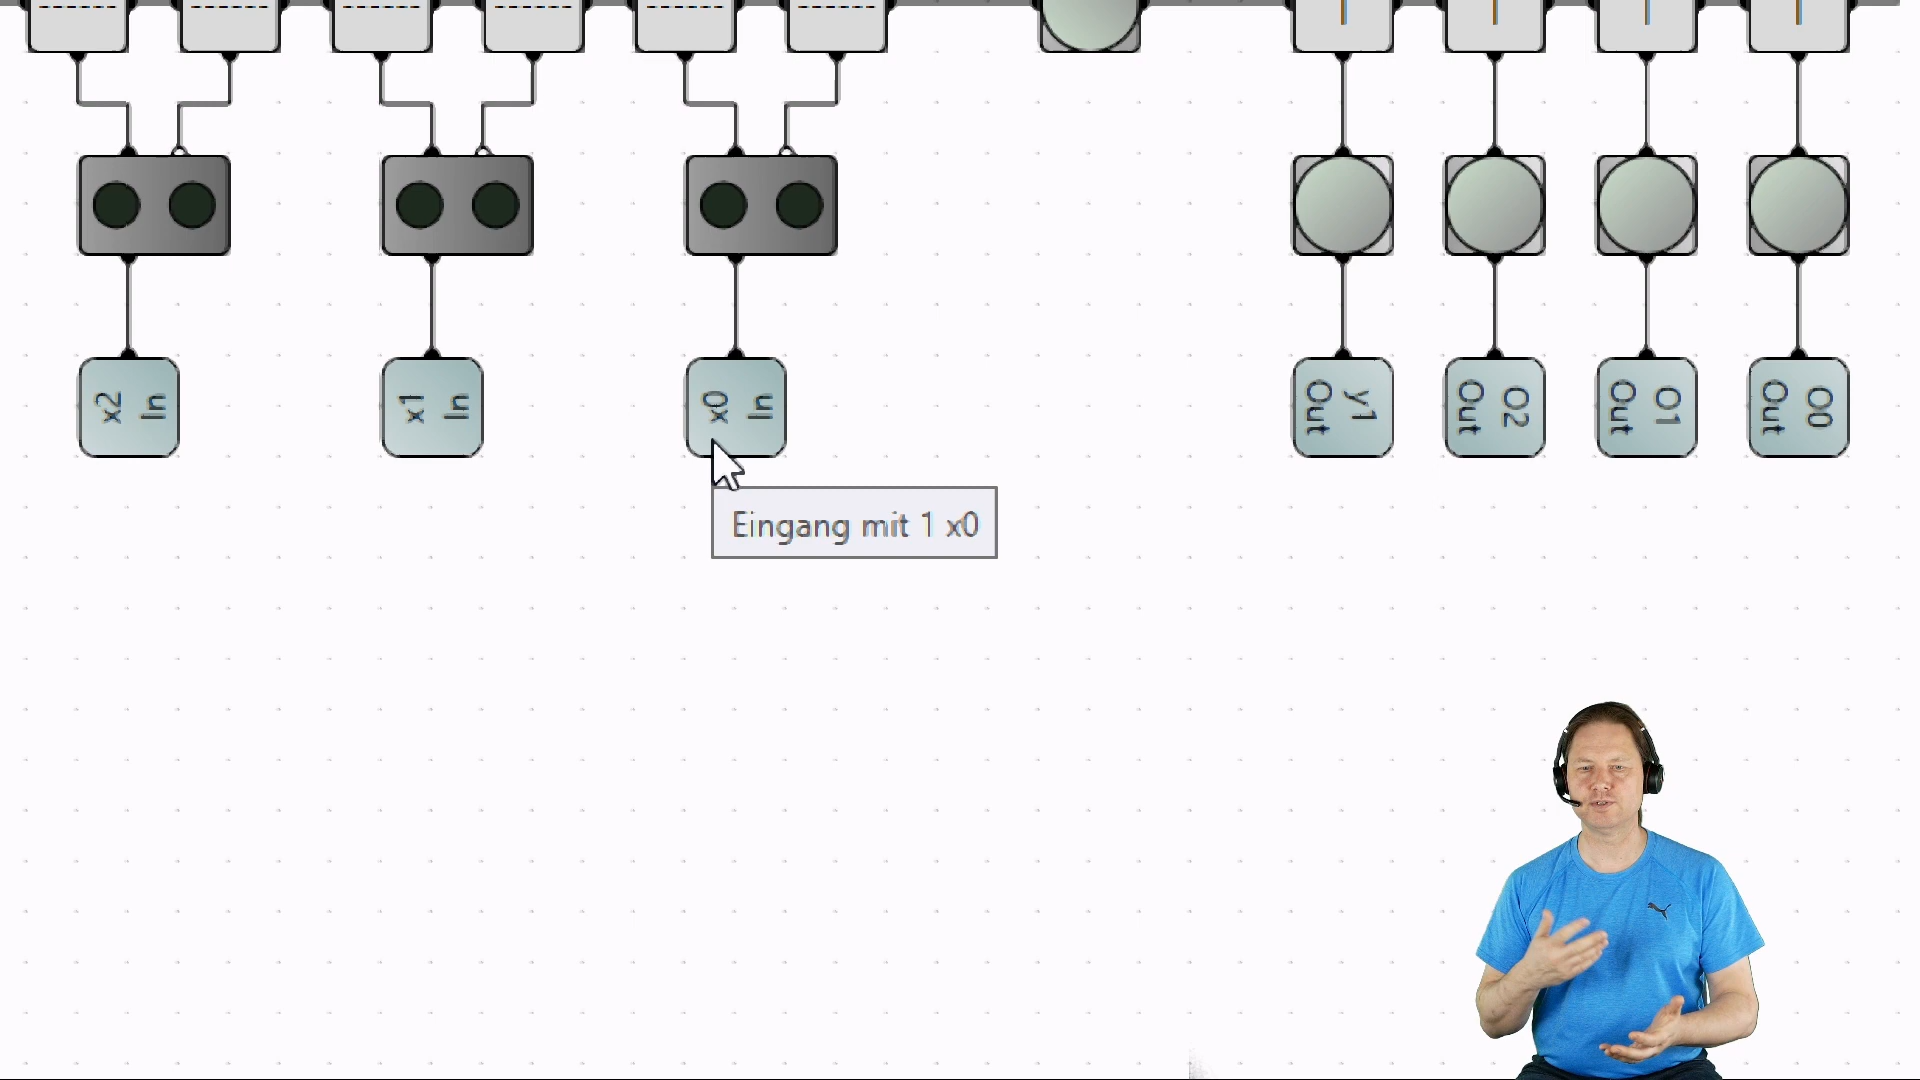 x2
In
x1
In
x0
In
y1
Out
O2
Out
O1
Out
O0
Out
Eingang mit 1 x0